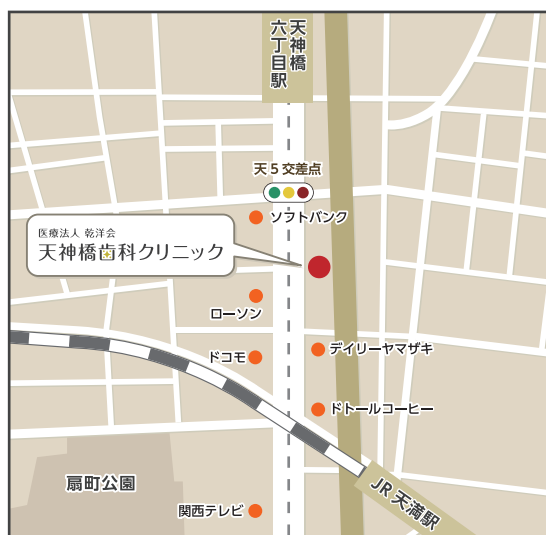 天神橋
六丁目駅
天5交差点
ソフトバンク
医療法人 乾洋会
天神橋歯科クリニック
ローソン
デイリーヤマザキ
ドコモ
ドトールコーヒー
扇町公園
JR天満駅
関西テレビ